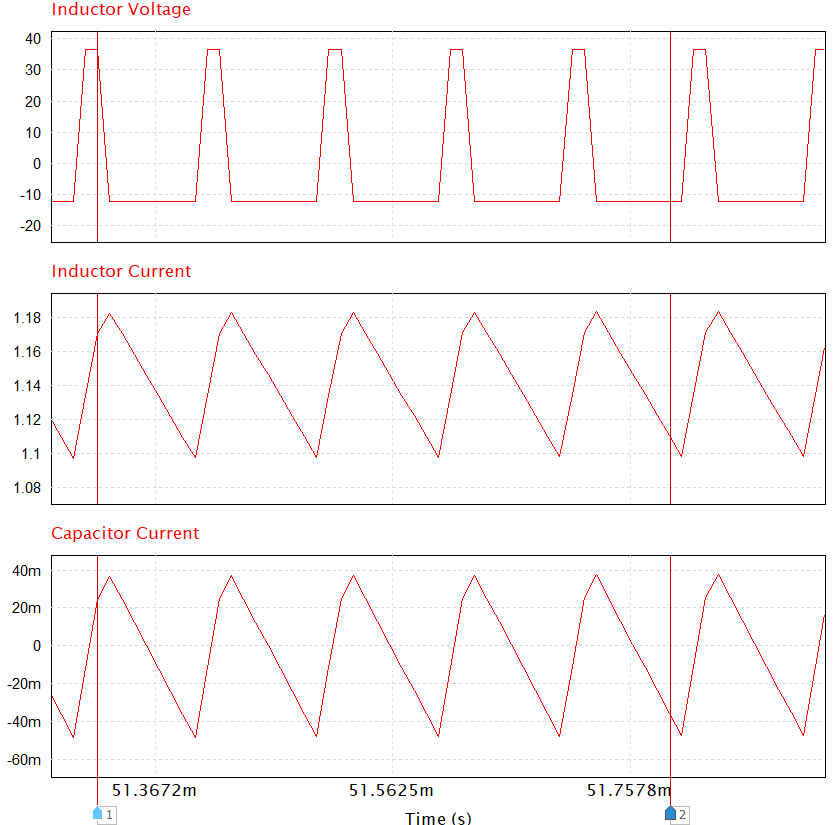 Inductor Voltage
40
30
20
10
0
-10
-20
Inductor Current
1.18
1.16
1.14
1.12
1.1
1.08
Capacitor Current
40m
20m
0
-20m
-40m
-60m
51.3672m 51.5625m 51.7578m
1 2
Time (s)